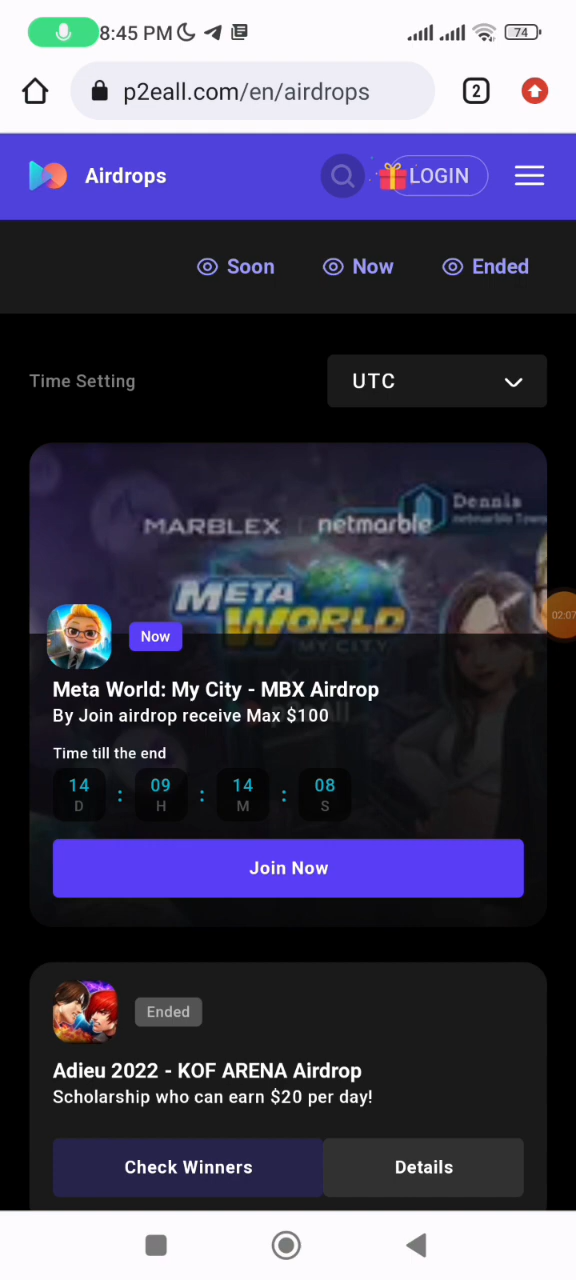 8:45 PM
74
p2eall.com/en/airdrops
2
Airdrops
LOGIN
Soon
Now
Ended
Time Setting
UTC
Dennis
MARBLEX | netmarble
META
WORLD
MY CITY
02:07
Now
Meta World: My City - MBX Airdrop
By Join airdrop receive Max $100
Time till the end
14 : 09 : 14 : 08
D H M S
Join Now
Ended
Adieu 2022 - KOF ARENA Airdrop
Scholarship who can earn $20 per day!
Check Winners
Details